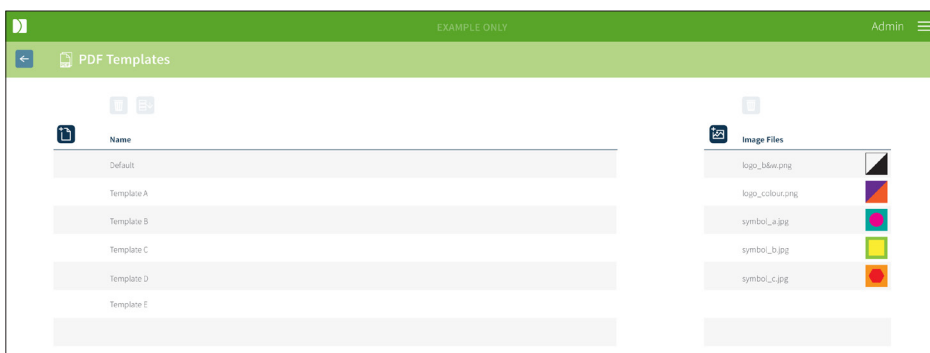 EXAMPLE ONLY
Admin
PDF Templates
Name
Default
Template A
Template B
Template C
Template D
Template E
Image Files
logo_b&w.png
logo_colour.png
symbol_a.jpg
symbol_b.jpg
symbol_c.jpg